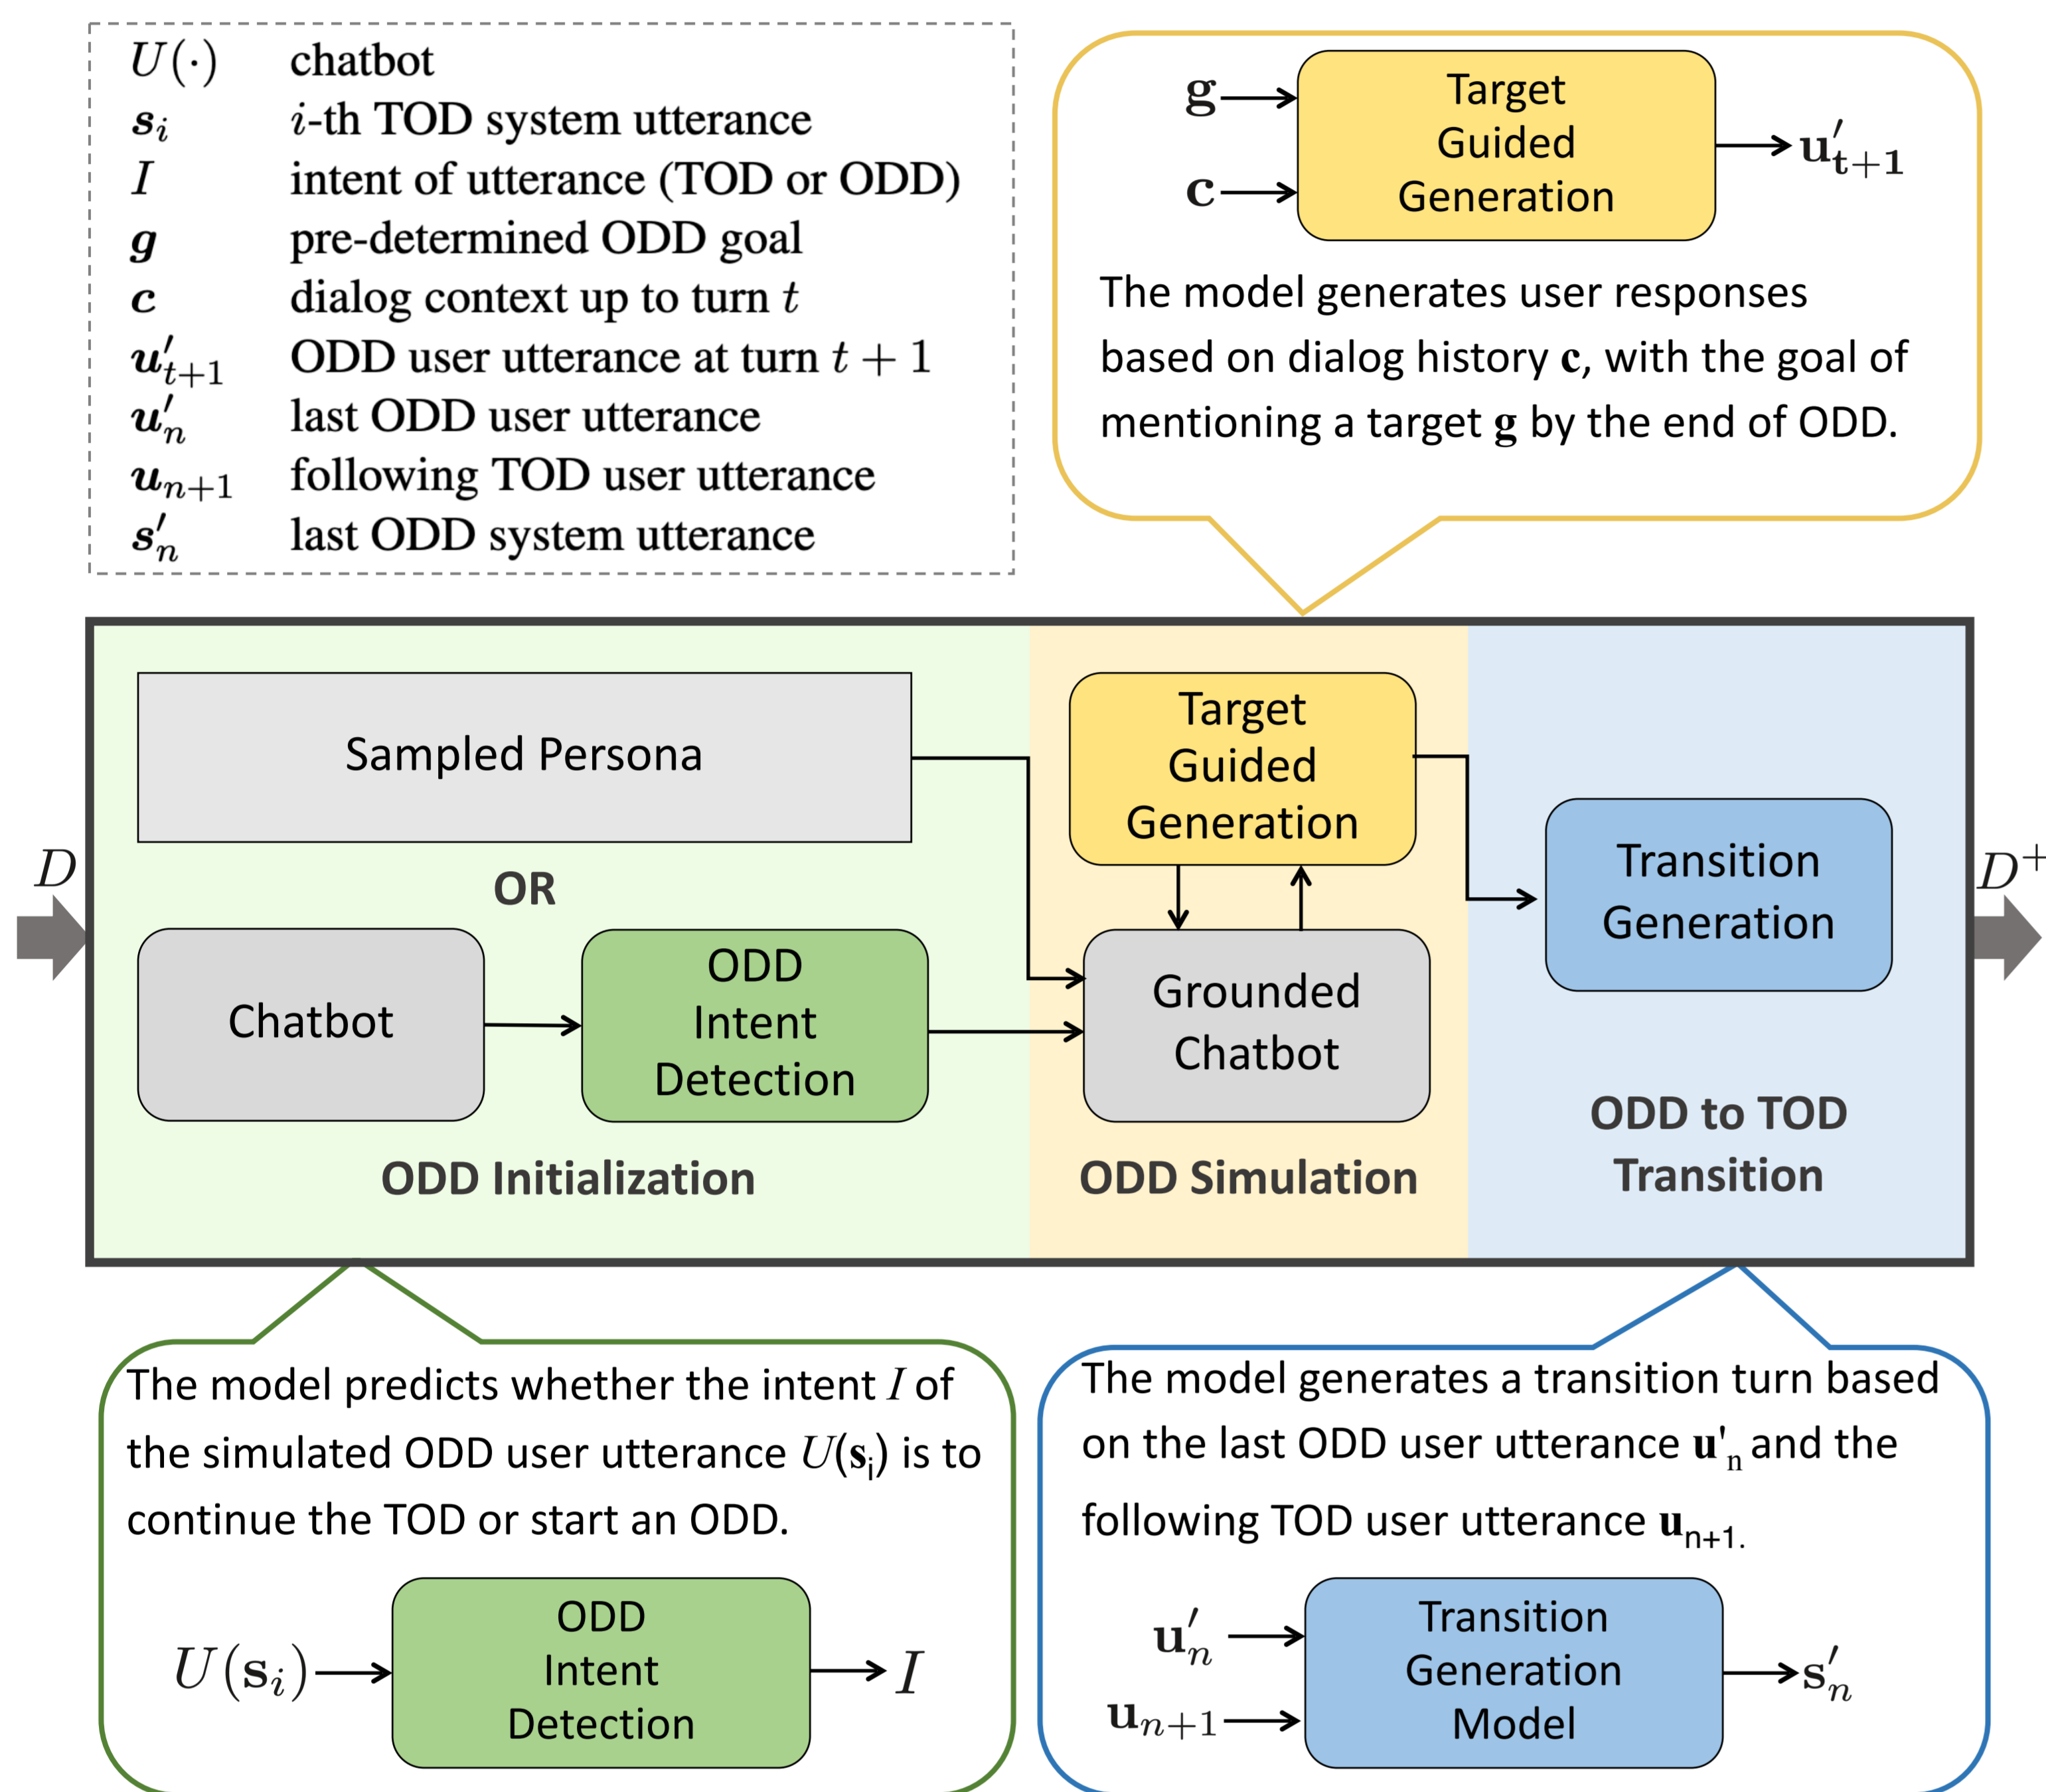 U(·) chatbot
s_i i-th TOD system utterance
I intent of utterance (TOD or ODD)
g pre-determined ODD goal
c dialog context up to turn t
u′_{t+1} ODD user utterance at turn t + 1
u′_n last ODD user utterance
u_{n+1} following TOD user utterance
s′_n last ODD system utterance
g
c
Target
Guided
Generation
u′_{t+1}
The model generates user responses
based on dialog history c, with the goal of
mentioning a target g by the end of ODD.
D
Sampled Persona
OR
Chatbot
ODD
Intent
Detection
ODD Initialization
Target
Guided
Generation
Grounded
Chatbot
ODD Simulation
Transition
Generation
ODD to TOD
Transition
D⁺
The model predicts whether the intent I of
the simulated ODD user utterance U(s_i) is to
continue the TOD or start an ODD.
U(s_i)
ODD
Intent
Detection
I
The model generates a transition turn based
on the last ODD user utterance u'_n and the
following TOD user utterance u_{n+1.}
u′_n
u_{n+1}
Transition
Generation
Model
s′_n